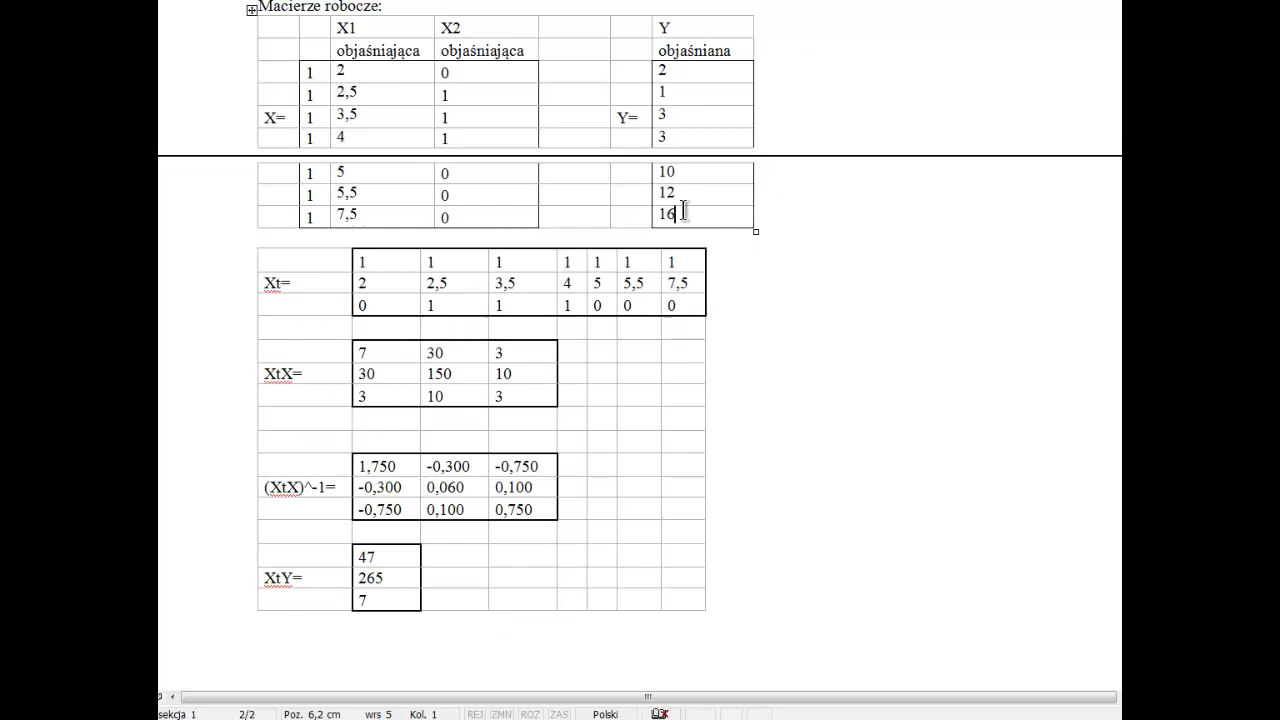 Macierze robocze:
X1 X2 Y
objaśniająca objaśniająca objaśniana
1 2 0 2
1 2,5 1 1
X= 1 3,5 1 Y= 3
1 4 1 3
1 5 0 10
1 5,5 0 12
1 7,5 0 16
1 1 1 1 1 1 1
Xt= 2 2,5 3,5 4 5 5,5 7,5
0 1 1 1 0 0 0
7 30 3
XtX= 30 150 10
3 10 3
1,750 -0,300 -0,750
(XtX)^-1= -0,300 0,060 0,100
-0,750 0,100 0,750
47
XtY= 265
7
sekcja 1 2/2 Poz. 6,2 cm wrs 5 Kol. 1 REJ ZMN ROZ ZAS Polski